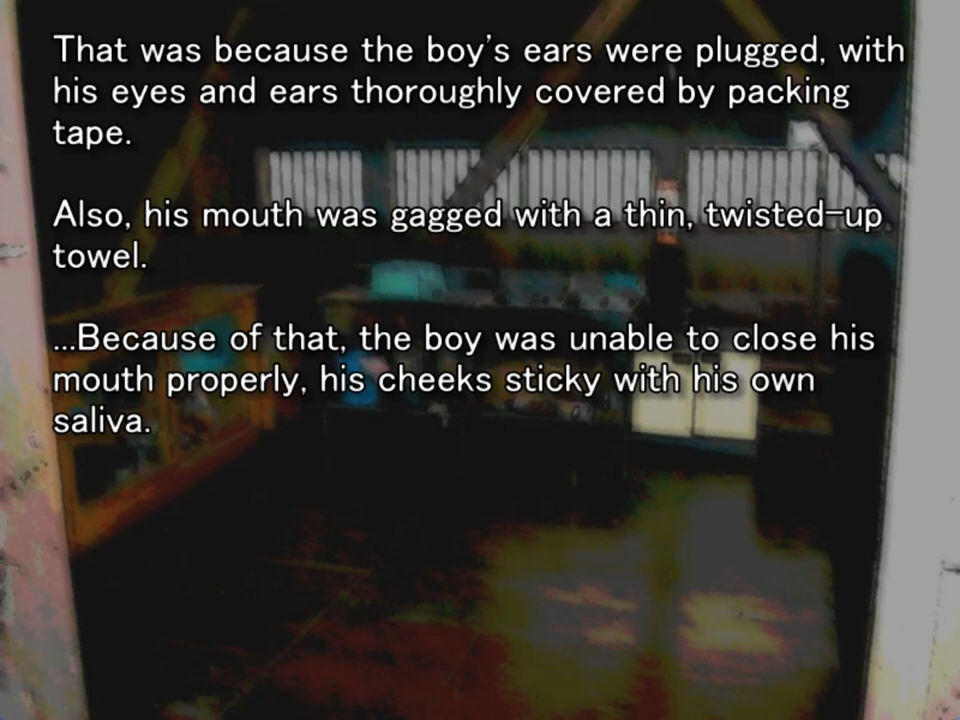 That was because the boy's ears were plugged, with
his eyes and ears thoroughly covered by packing
tape.
Also, his mouth was gagged with a thin, twisted-up
towel.
...Because of that, the boy was unable to close his
mouth properly, his cheeks sticky with his own
saliva.